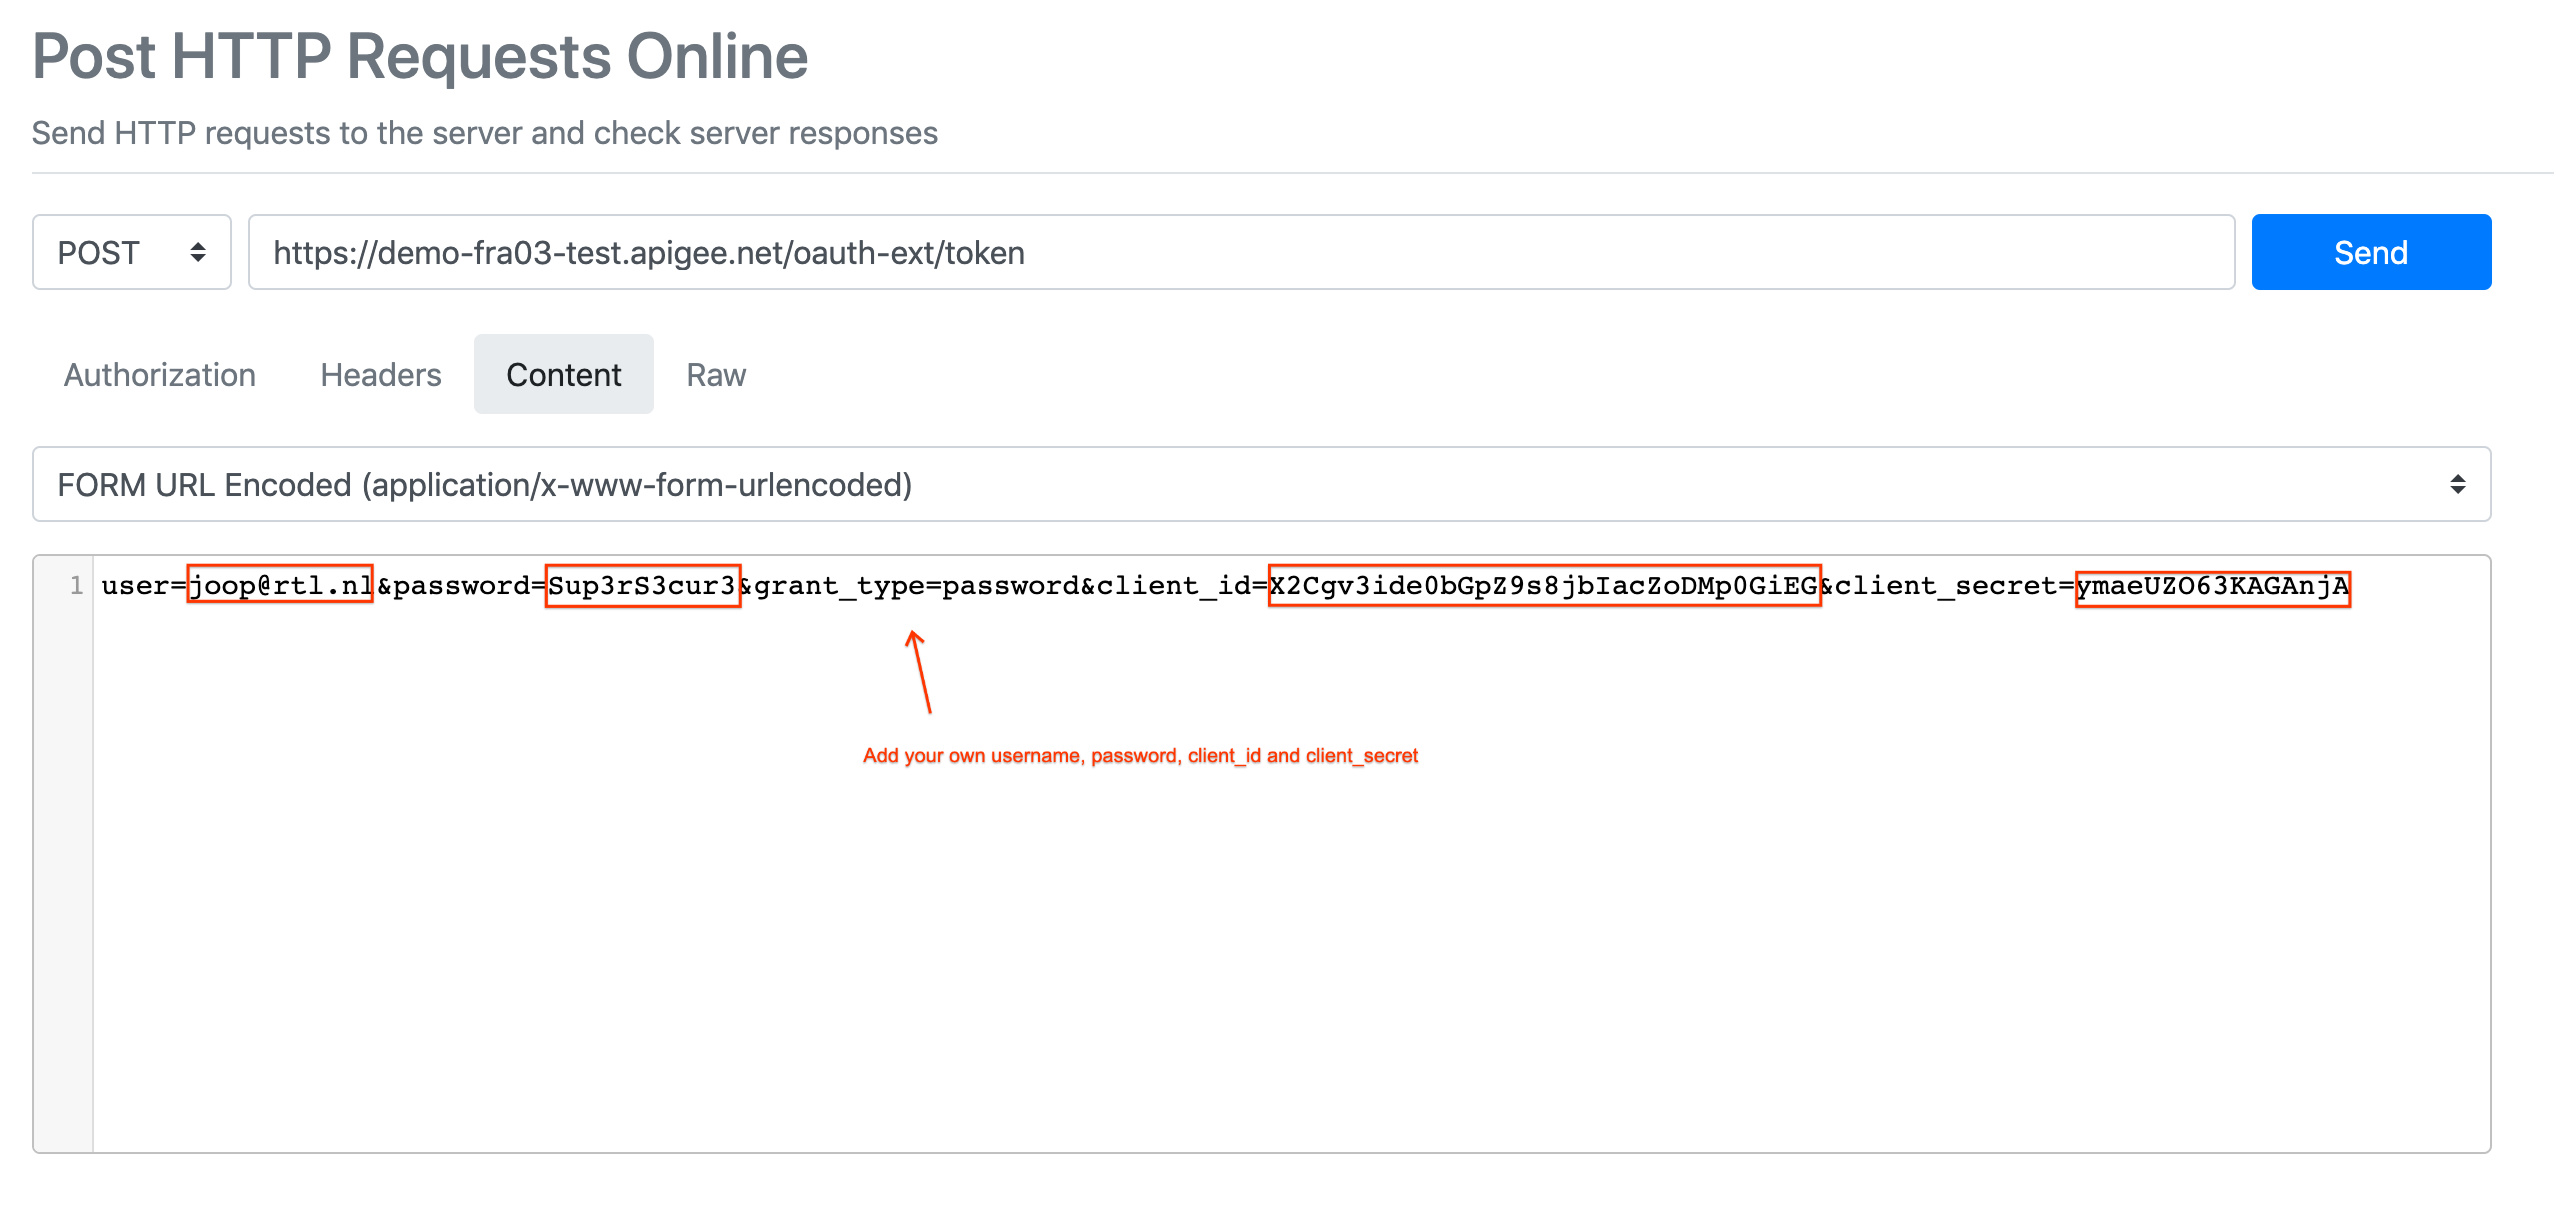 Post HTTP Requests Online
Send HTTP requests to the server and check server responses
POST https://demo-fra03-test.apigee.net/oauth-ext/token Send
Authorization Headers Content Raw
FORM URL Encoded (application/x-www-form-urlencoded)
1 user=joop@rtl.nl&password=Sup3rS3cur3&grant_type=password&client_id=X2Cgv3ide0bGpZ9s8jbIacZoDMp0GiEG&client_secret=ymaeUZO63KAGAnjA
Add your own username, password, client_id and client_secret